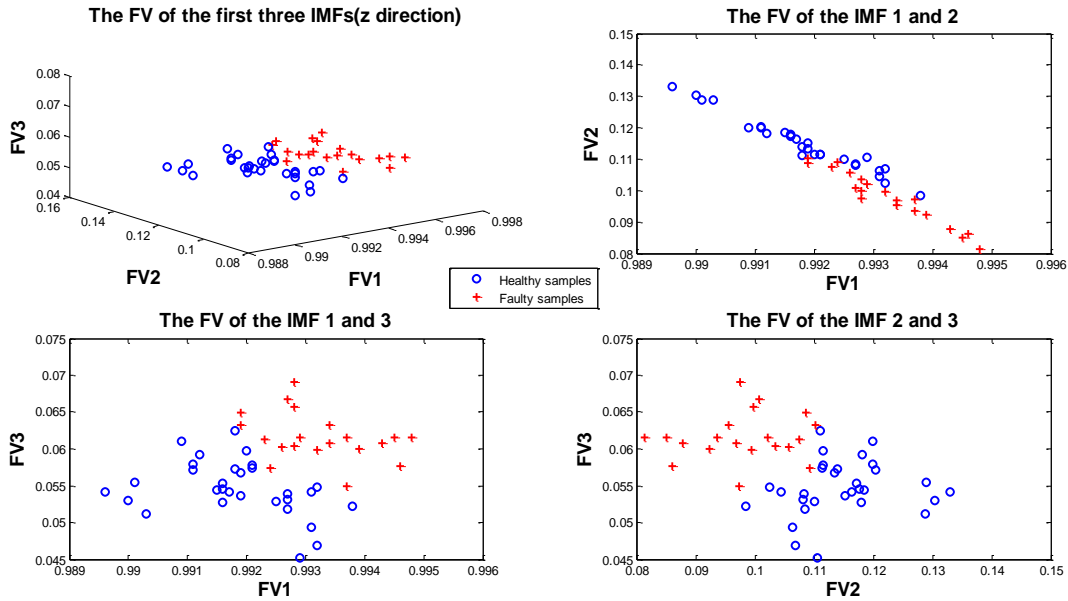 The FV of the first three IMFs(z direction)
0.08
0.07
0.06
0.05
0.04
FV3
0.16
0.14
0.12
0.1
0.08
FV2
0.988
0.99
0.992
0.994
0.996
0.998
FV1
The FV of the IMF 1 and 2
0.15
0.14
0.13
0.12
0.11
0.1
0.09
0.08
FV2
0.989 0.99 0.991 0.992 0.993 0.994 0.995 0.996
FV1
Healthy samples
Faulty samples
The FV of the IMF 1 and 3
0.075
0.07
0.065
0.06
0.055
0.05
0.045
FV3
0.989 0.99 0.991 0.992 0.993 0.994 0.995 0.996
FV1
The FV of the IMF 2 and 3
0.075
0.07
0.065
0.06
0.055
0.05
0.045
FV3
0.08 0.09 0.1 0.11 0.12 0.13 0.14 0.15
FV2